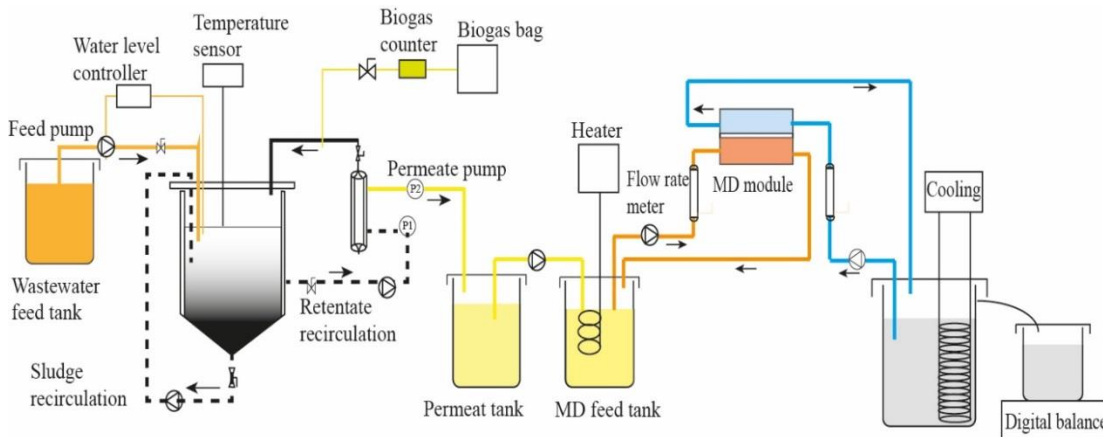 Temperature
sensor
Biogas
counter
Biogas bag
Water level
controller
Feed pump
Heater
Permeate pump
P2
P1
Flow rate
meter
MD module
Cooling
Wastewater
feed tank
Retentate
recirculation
Sludge
recirculation
Permeat tank
MD feed tank
Digital balance